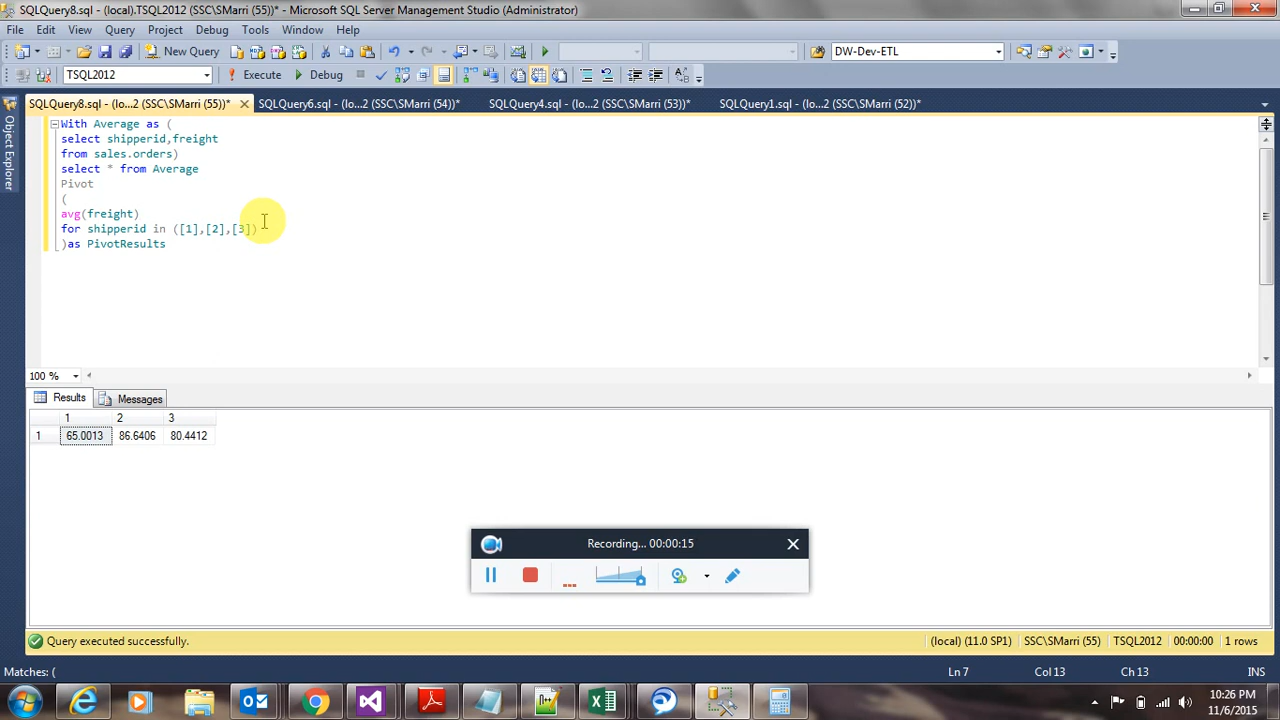 SQLQuery8.sql - (local).TSQL2012 (SSC\SMarri (55))* - Microsoft SQL Server Management Studio (Administrator)
File Edit View Query Project Debug Tools Window Help
New Query DW-Dev-ETL
TSQL2012 Execute Debug
SQLQuery8.sql - (lo...2 (SSC\SMarri (55))* SQLQuery6.sql - (lo...2 (SSC\SMarri (54))* SQLQuery4.sql - (lo...2 (SSC\SMarri (53))* SQLQuery1.sql - (lo...2 (SSC\SMarri (52))*
Object Explorer
With Average as (
select shipperid,freight
from sales.orders)
select * from Average
Pivot
(
avg(freight)
for shipperid in ([1],[2],[3])
)as PivotResults
100 %
Results Messages
1 2 3
1 65.0013 86.6406 80.4412
Recording... 00:00:15
Query executed successfully. (local) (11.0 SP1) SSC\SMarri (55) TSQL2012 00:00:00 1 rows
Matches: ( Ln 7 Col 13 Ch 13 INS
10:26 PM
11/6/2015